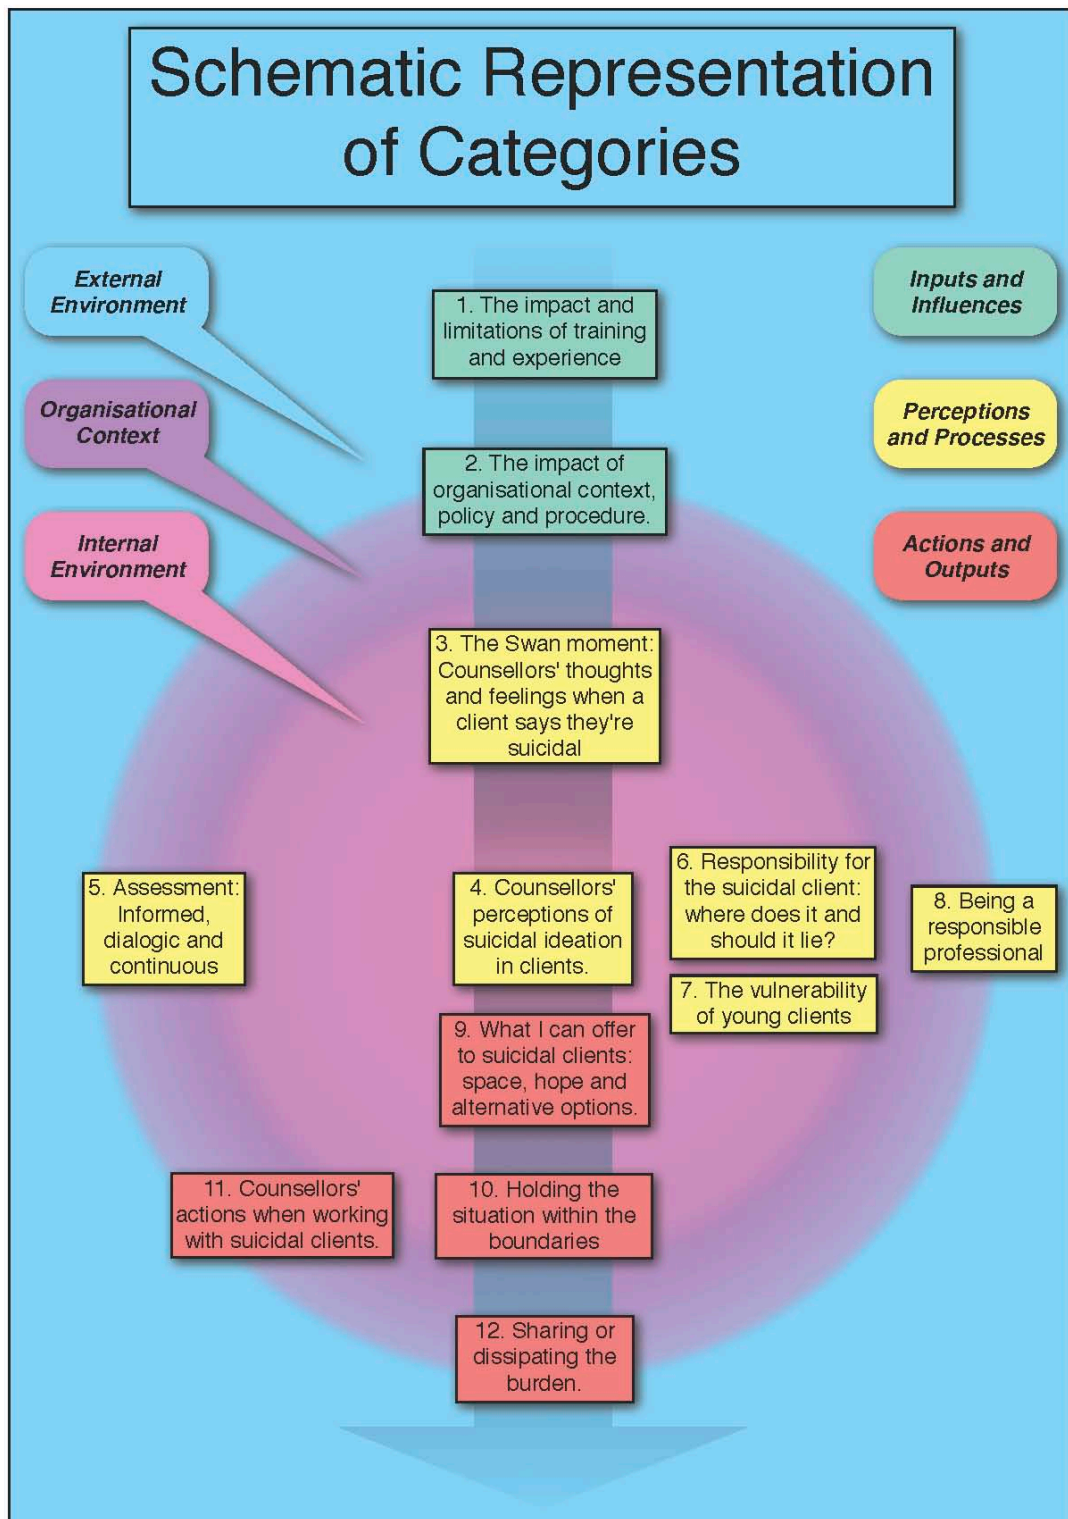 Schematic Representation
of Categories
External
Environment
Organisational
Context
Internal
Environment
Inputs and
Influences
Perceptions
and Processes
Actions and
Outputs
1. The impact and
limitations of training
and experience
2. The impact of
organisational context,
policy and procedure.
3. The Swan moment:
Counsellors' thoughts
and feelings when a
client says they're
suicidal
5. Assessment:
Informed,
dialogic and
continuous
4. Counsellors'
perceptions of
suicidal ideation
in clients.
6. Responsibility for
the suicidal client:
where does it and
should it lie?
7. The vulnerability
of young clients
8. Being a
responsible
professional
9. What I can offer
to suicidal clients:
space, hope and
alternative options.
11. Counsellors'
actions when working
with suicidal clients.
10. Holding the
situation within the
boundaries
12. Sharing or
dissipating the
burden.